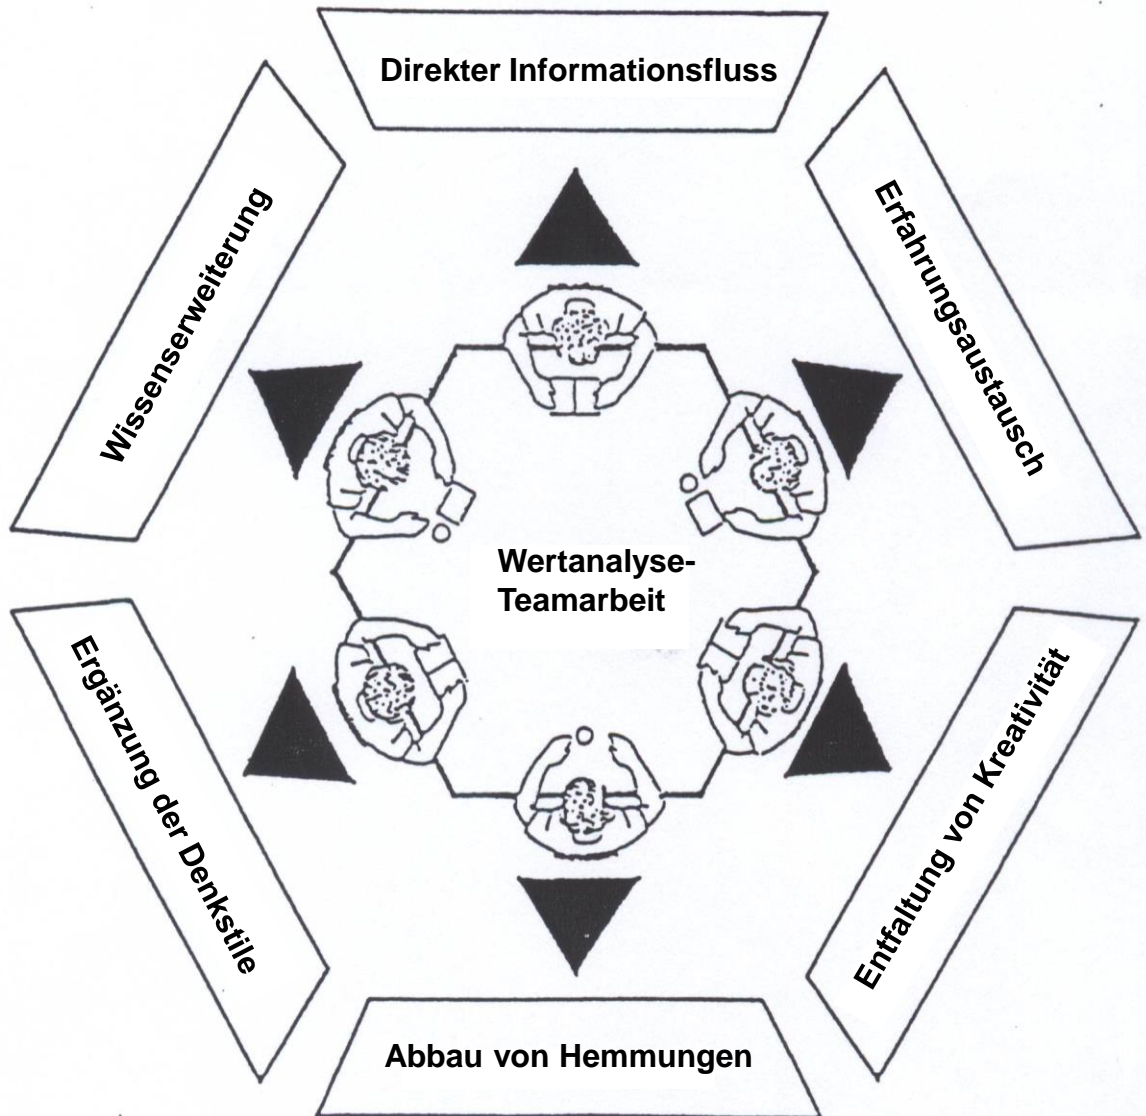 Direkter Informationsfluss
Erfahrungsaustausch
Entfaltung von Kreativität
Abbau von Hemmungen
Ergänzung der Denkstile
Wissenserweiterung
Wertanalyse-
Teamarbeit